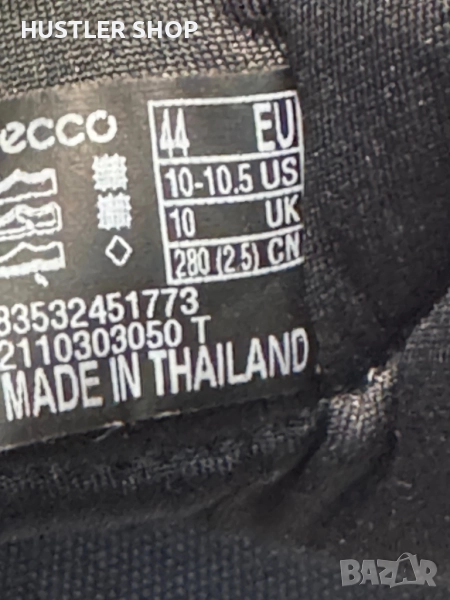 HUSTLER SHOP
ecco
44 EU
10-10.5 US
10 UK
280 (2.5) CN
83532451773
2110303050 T
MADE IN THAILAND
BAZAR